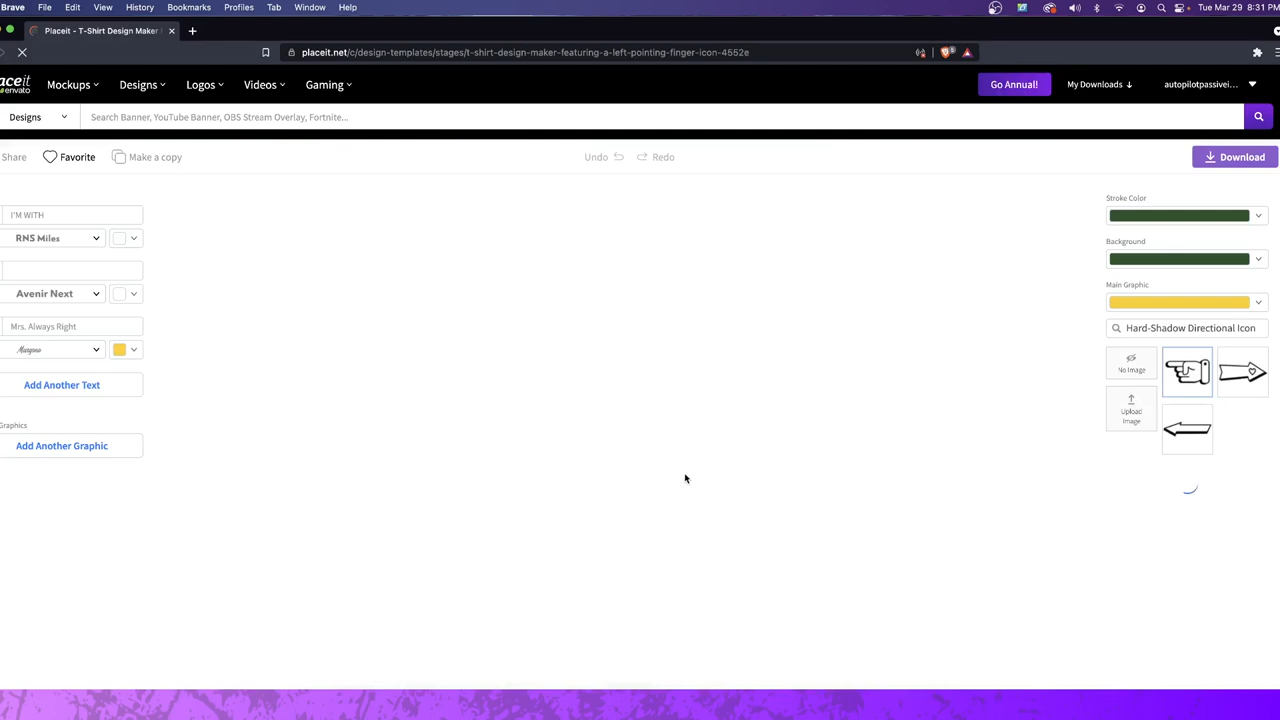 Brave File Edit View History Bookmarks Profiles Tab Window Help Tue Mar 29 8:31 PM
Placeit - T-Shirt Design Maker
placeit.net/c/design-templates/stages/t-shirt-design-maker-featuring-a-left-pointing-finger-icon-4552e
aceit Mockups Designs Logos Videos Gaming Go Annual! My Downloads autopilotpassivei...
envato
Designs Search Banner, YouTube Banner, OBS Stream Overlay, Fortnite...
Share Favorite Make a copy Undo Redo Download
Stroke Color
I'M WITH
RNS Miles
Background
Avenir Next
Main Graphic
Mrs. Always Right
Hard-Shadow Directional Icon
Margono
No Image
Add Another Text
Upload
Image
Graphics
Add Another Graphic